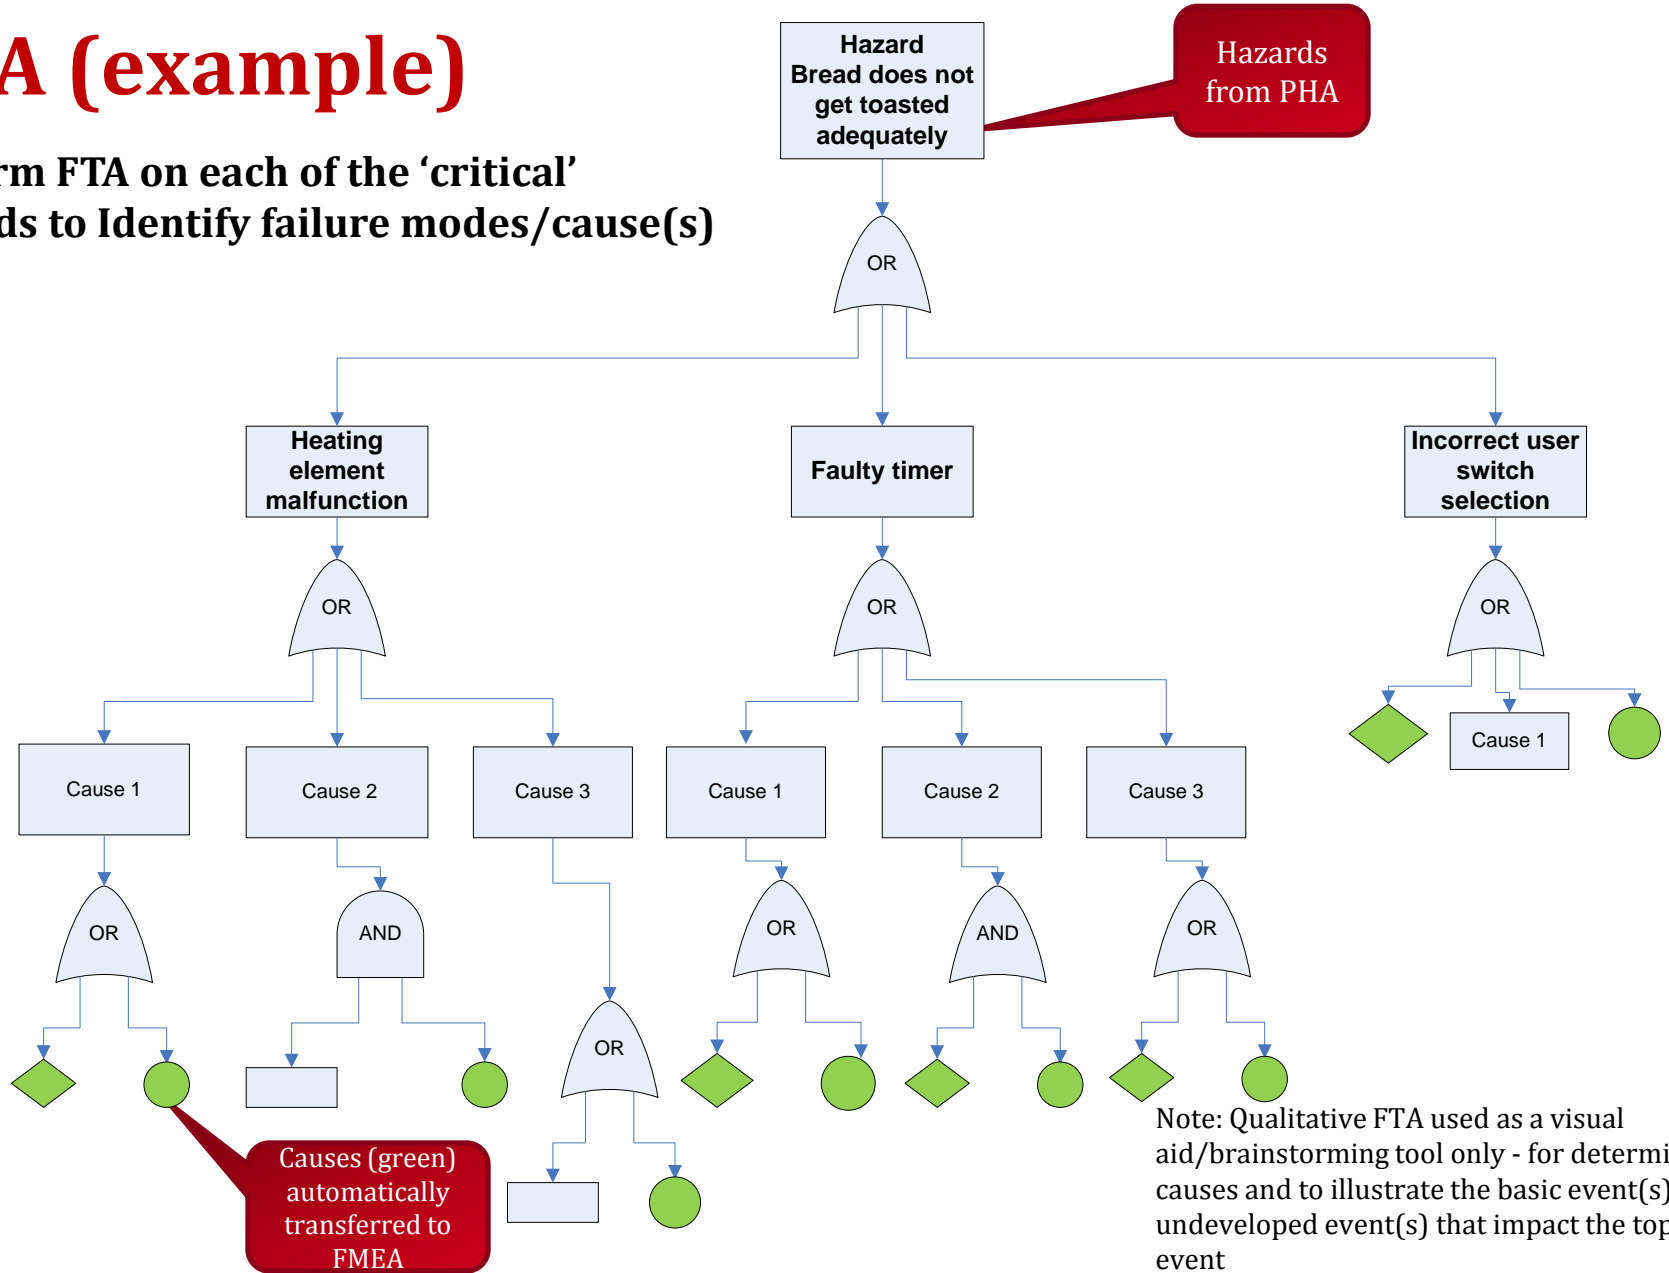 A (example)
rm FTA on each of the ‘critical’
ds to Identify failure modes/cause(s)
Hazard
Bread does not
get toasted
adequately
Hazards
from PHA
OR
Heating
element
malfunction
Faulty timer
Incorrect user
switch
selection
OR
OR
OR
Cause 1
Cause 2
Cause 3
Cause 1
Cause 2
Cause 3
Cause 1
OR
AND
OR
OR
AND
OR
Causes (green)
automatically
transferred to
FMEA
Note: Qualitative FTA used as a visual
aid/brainstorming tool only - for determi
causes and to illustrate the basic event(s)
undeveloped event(s) that impact the top
event